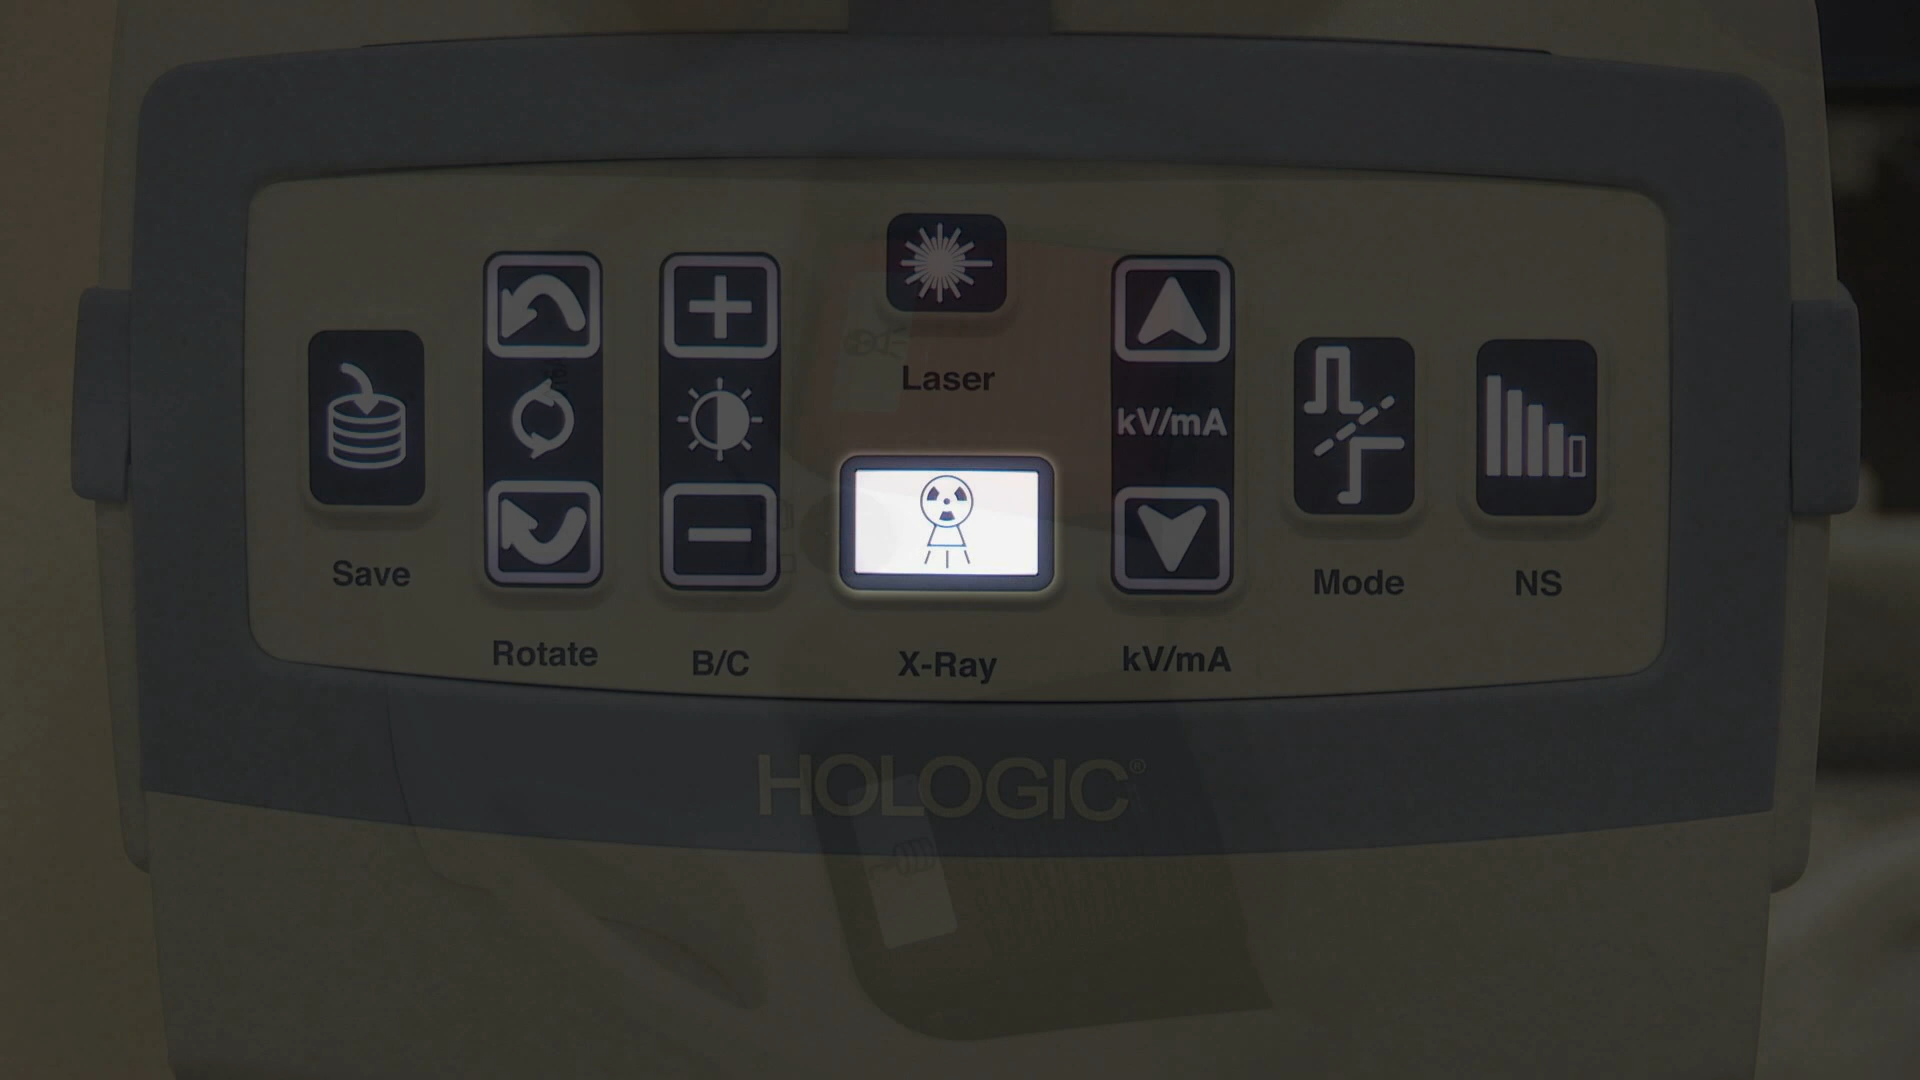 Laser
kV/mA
Save
Rotate
B/C
X-Ray
kV/mA
Mode
NS
HOLOGIC®